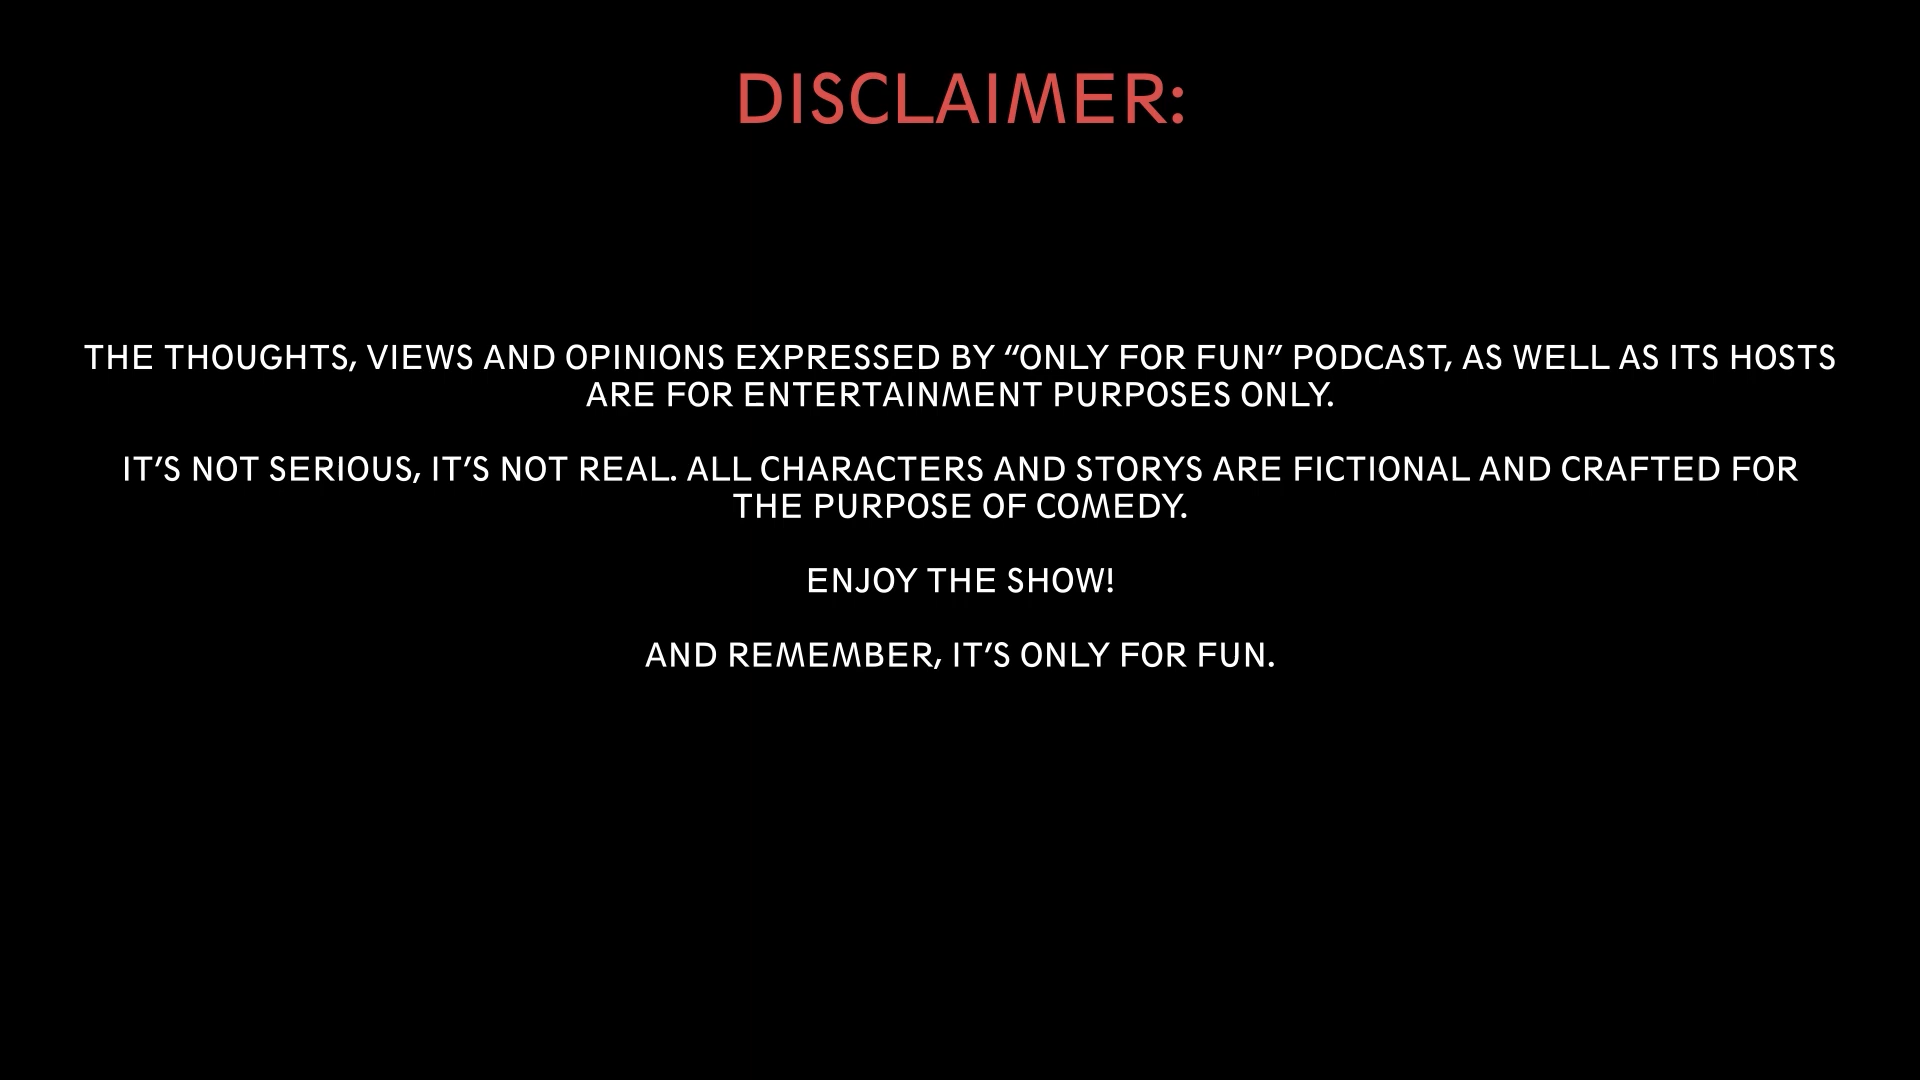 DISCLAIMER:
THE THOUGHTS, VIEWS AND OPINIONS EXPRESSED BY “ONLY FOR FUN” PODCAST, AS WELL AS ITS HOSTS
ARE FOR ENTERTAINMENT PURPOSES ONLY.
IT’S NOT SERIOUS, IT’S NOT REAL. ALL CHARACTERS AND STORYS ARE FICTIONAL AND CRAFTED FOR
THE PURPOSE OF COMEDY.
ENJOY THE SHOW!
AND REMEMBER, IT’S ONLY FOR FUN.